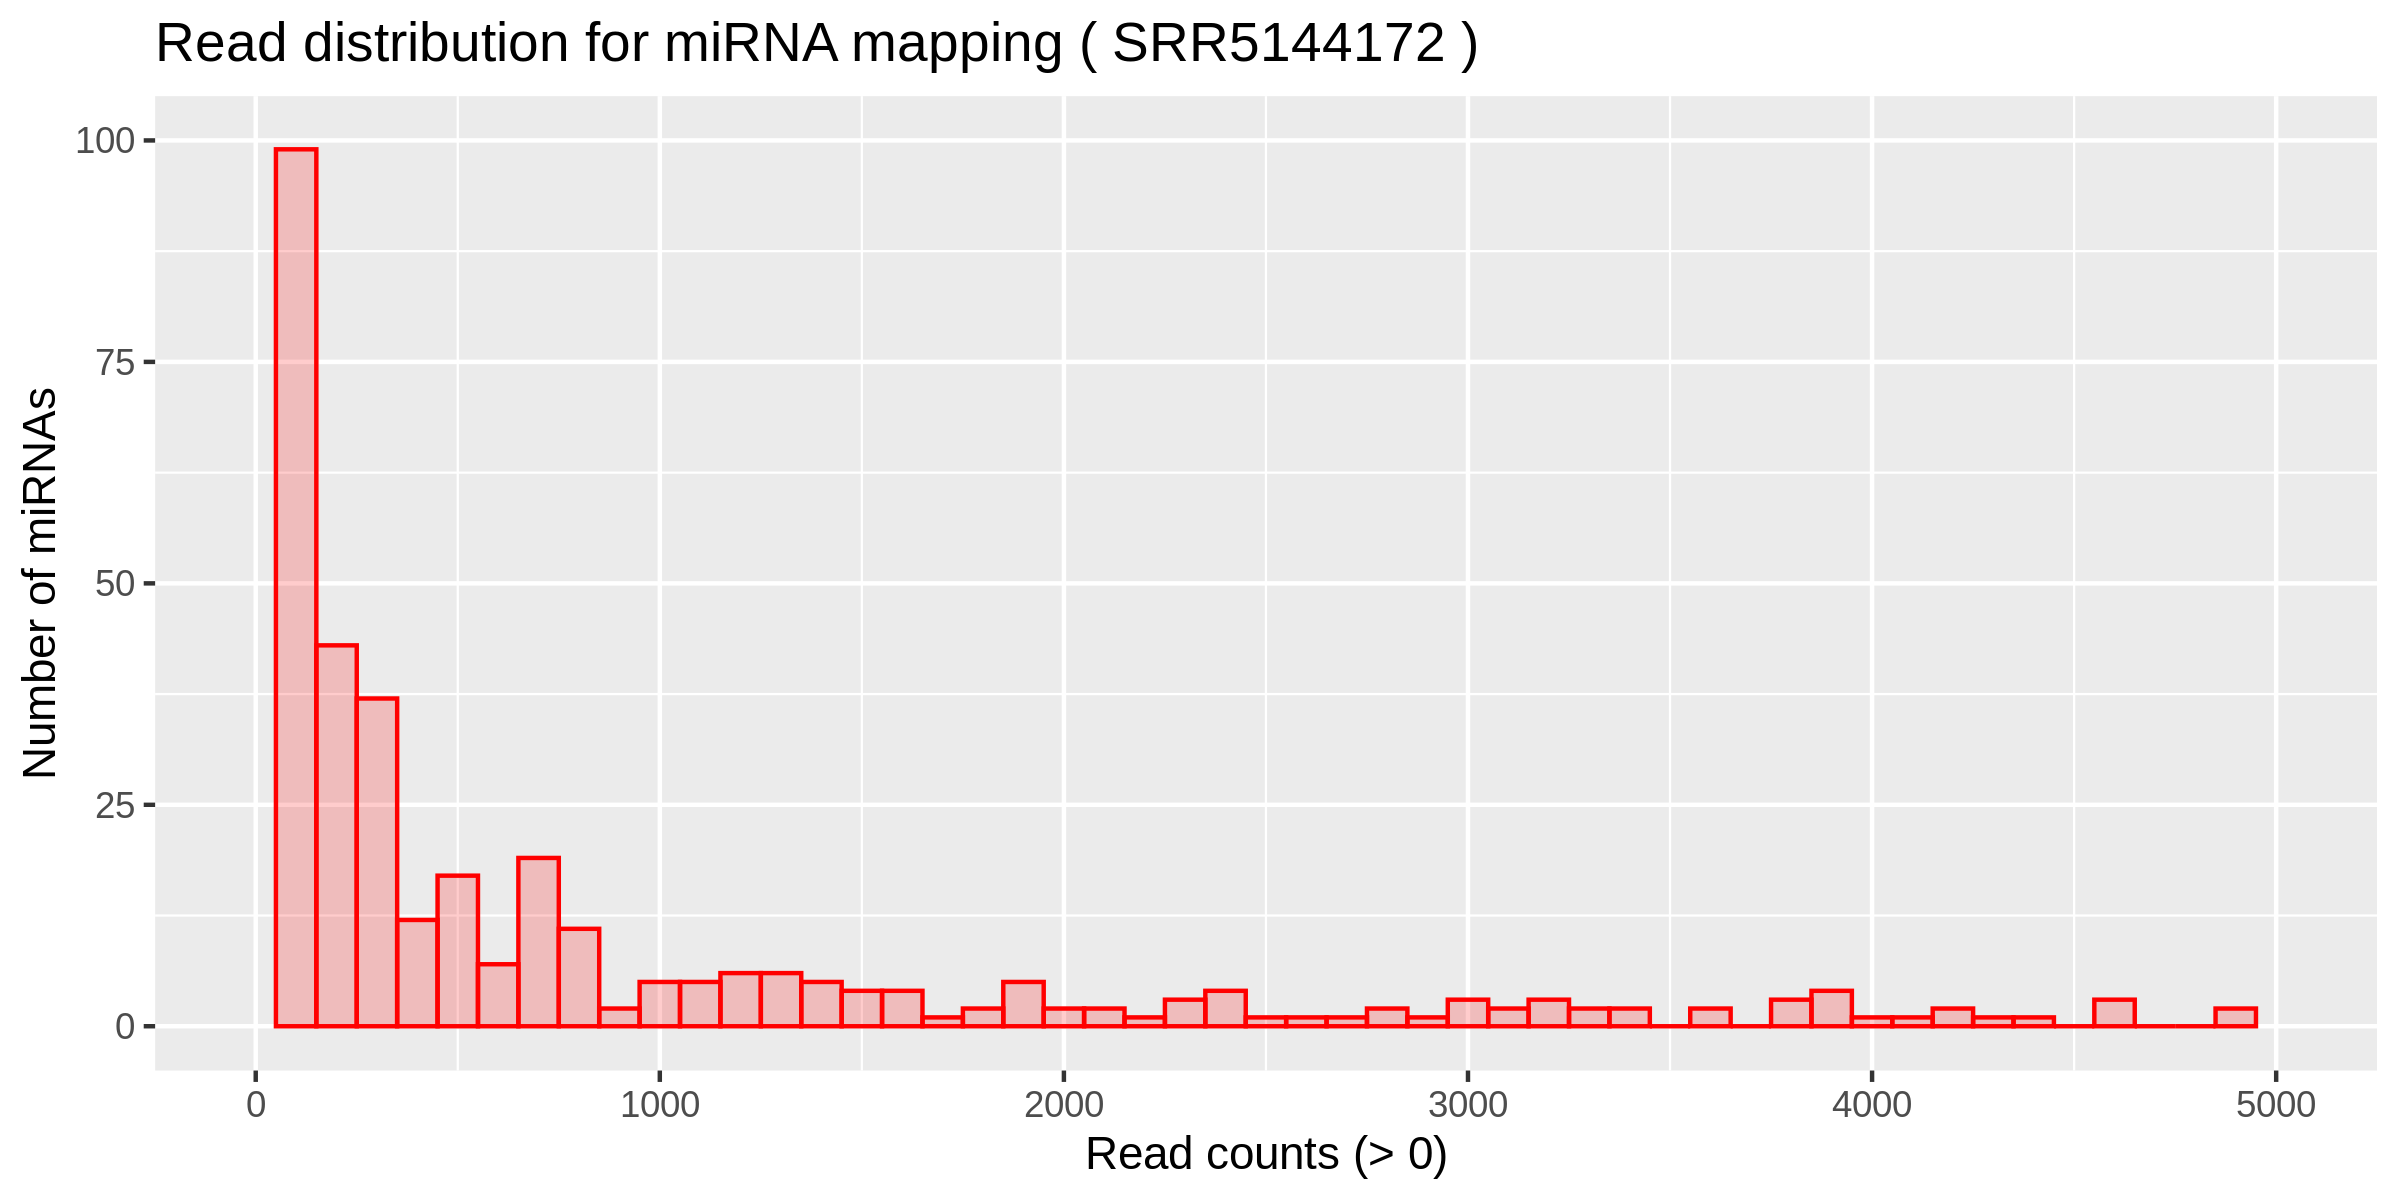 Read distribution for miRNA mapping ( SRR5144172 )
Number of miRNAs
100
75
50
25
0
0 1000 2000 3000 4000 5000
Read counts (> 0)